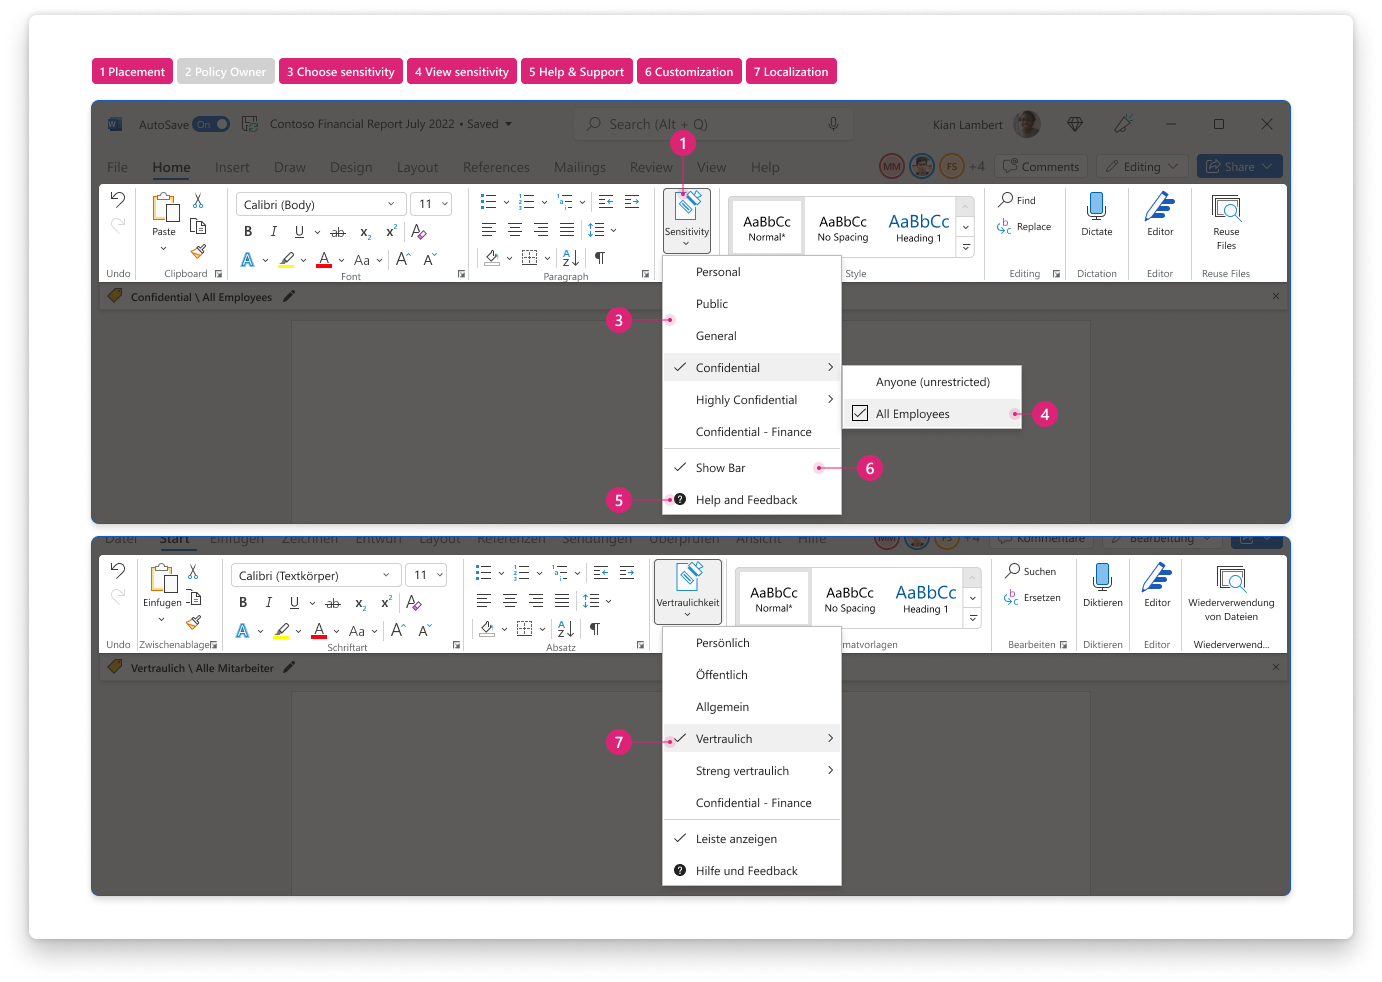 1 Placement
2 Policy Owner
3 Choose sensitivity
4 View sensitivity
5 Help & Support
6 Customization
7 Localization
AutoSave On
Contoso Financial Report July 2022 • Saved
Search (Alt + Q)
Kian Lambert
1
File Home Insert Draw Design Layout References Mailings Review View Help
MM FS +4
Comments
Editing
Share
Paste
Undo
Clipboard
Calibri (Body) 11
B I U ab x₂ x²
A A Aa A A
Font
Paragraph
Sensitivity
AaBbCc
Normal*
AaBbCc
No Spacing
AaBbCc
Heading 1
Style
Find
Replace
Editing
Dictate
Dictation
Editor
Editor
Reuse
Files
Reuse Files
Confidential \ All Employees
Personal
Public
3
General
Confidential
Highly Confidential
Confidential - Finance
Anyone (unrestricted)
All Employees
4
Show Bar
6
5
Help and Feedback
Datei Start Einfügen Zeichnen Entwurf Layout Referenzen Sendungen Überprüfen Ansicht Hilfe
MM FS +4
Kommentare
Bearbeitung
Einfügen
Undo
Zwischenablage
Calibri (Textkörper) 11
B I U ab x₂ x²
A A Aa A A
Schriftart
Absatz
Vertraulichkeit
AaBbCc
Normal*
AaBbCc
No Spacing
AaBbCc
Heading 1
matvorlagen
Suchen
Ersetzen
Bearbeiten
Diktieren
Diktieren
Editor
Editor
Wiederverwendung
von Dateien
Wiederverwend...
Vertraulich \ Alle Mitarbeiter
Persönlich
Öffentlich
Allgemein
7
Vertraulich
Streng vertraulich
Confidential - Finance
Leiste anzeigen
Hilfe und Feedback